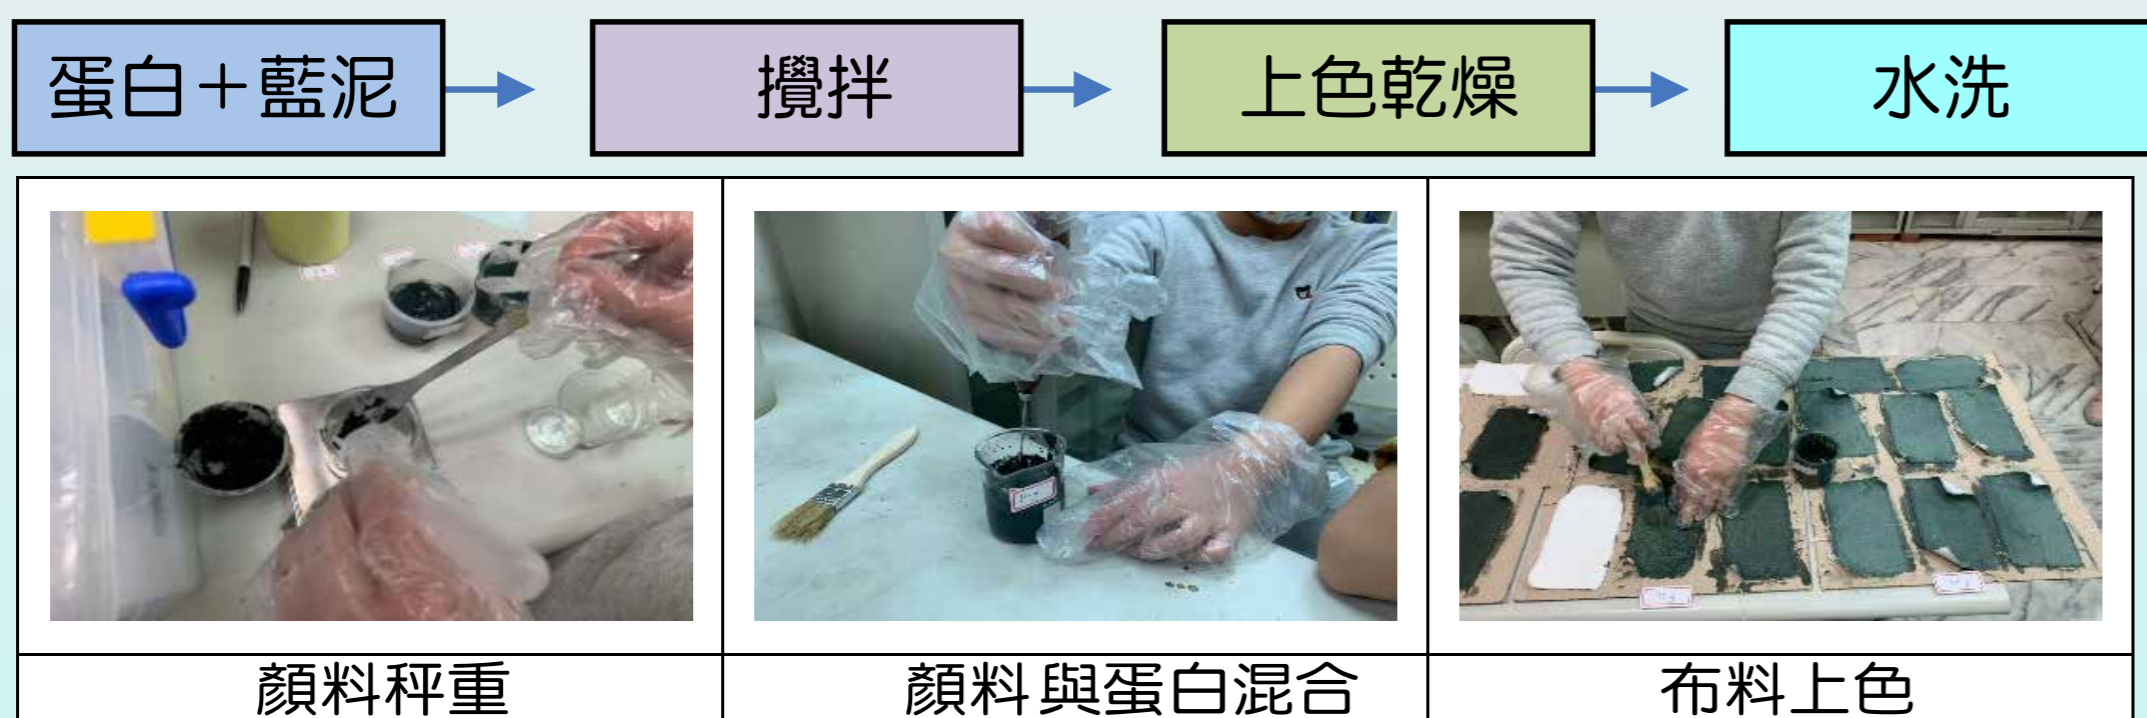 蛋白＋藍泥
攪拌
上色乾燥
水洗
顏料秤重
顏料與蛋白混合
布料上色